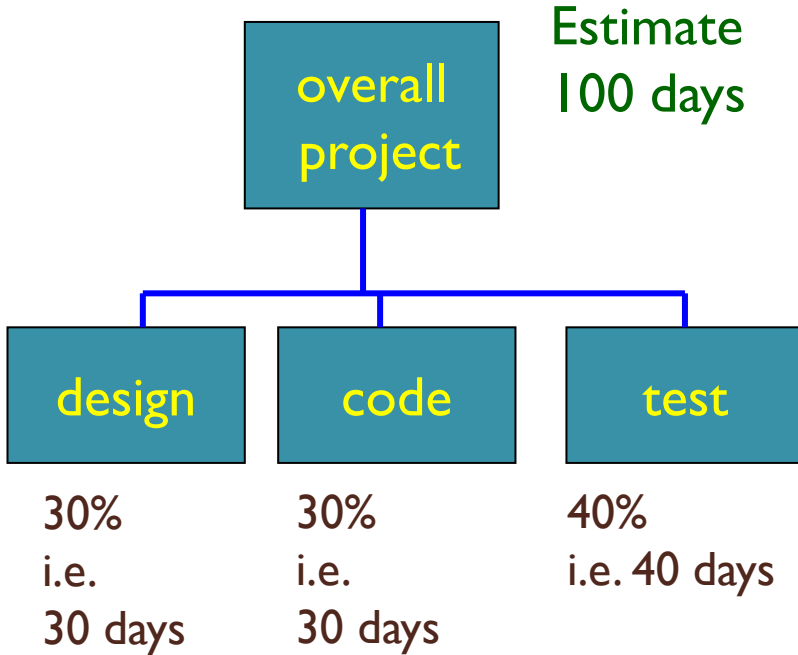 Estimate
100 days
overall
project
design
code
test
30%
i.e.
30 days
30%
i.e.
30 days
40%
i.e. 40 days